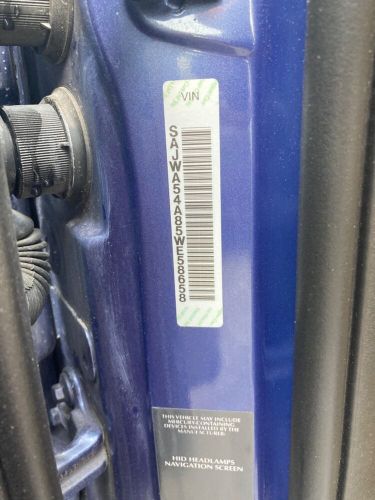 VIN
SAJWA54A85WE58658
THIS VEHICLE MAY INCLUDE
MERCURY-CONTAINING
DEVICES INSTALLED BY THE
MANUFACTURER:
HID HEADLAMPS
NAVIGATION SCREEN